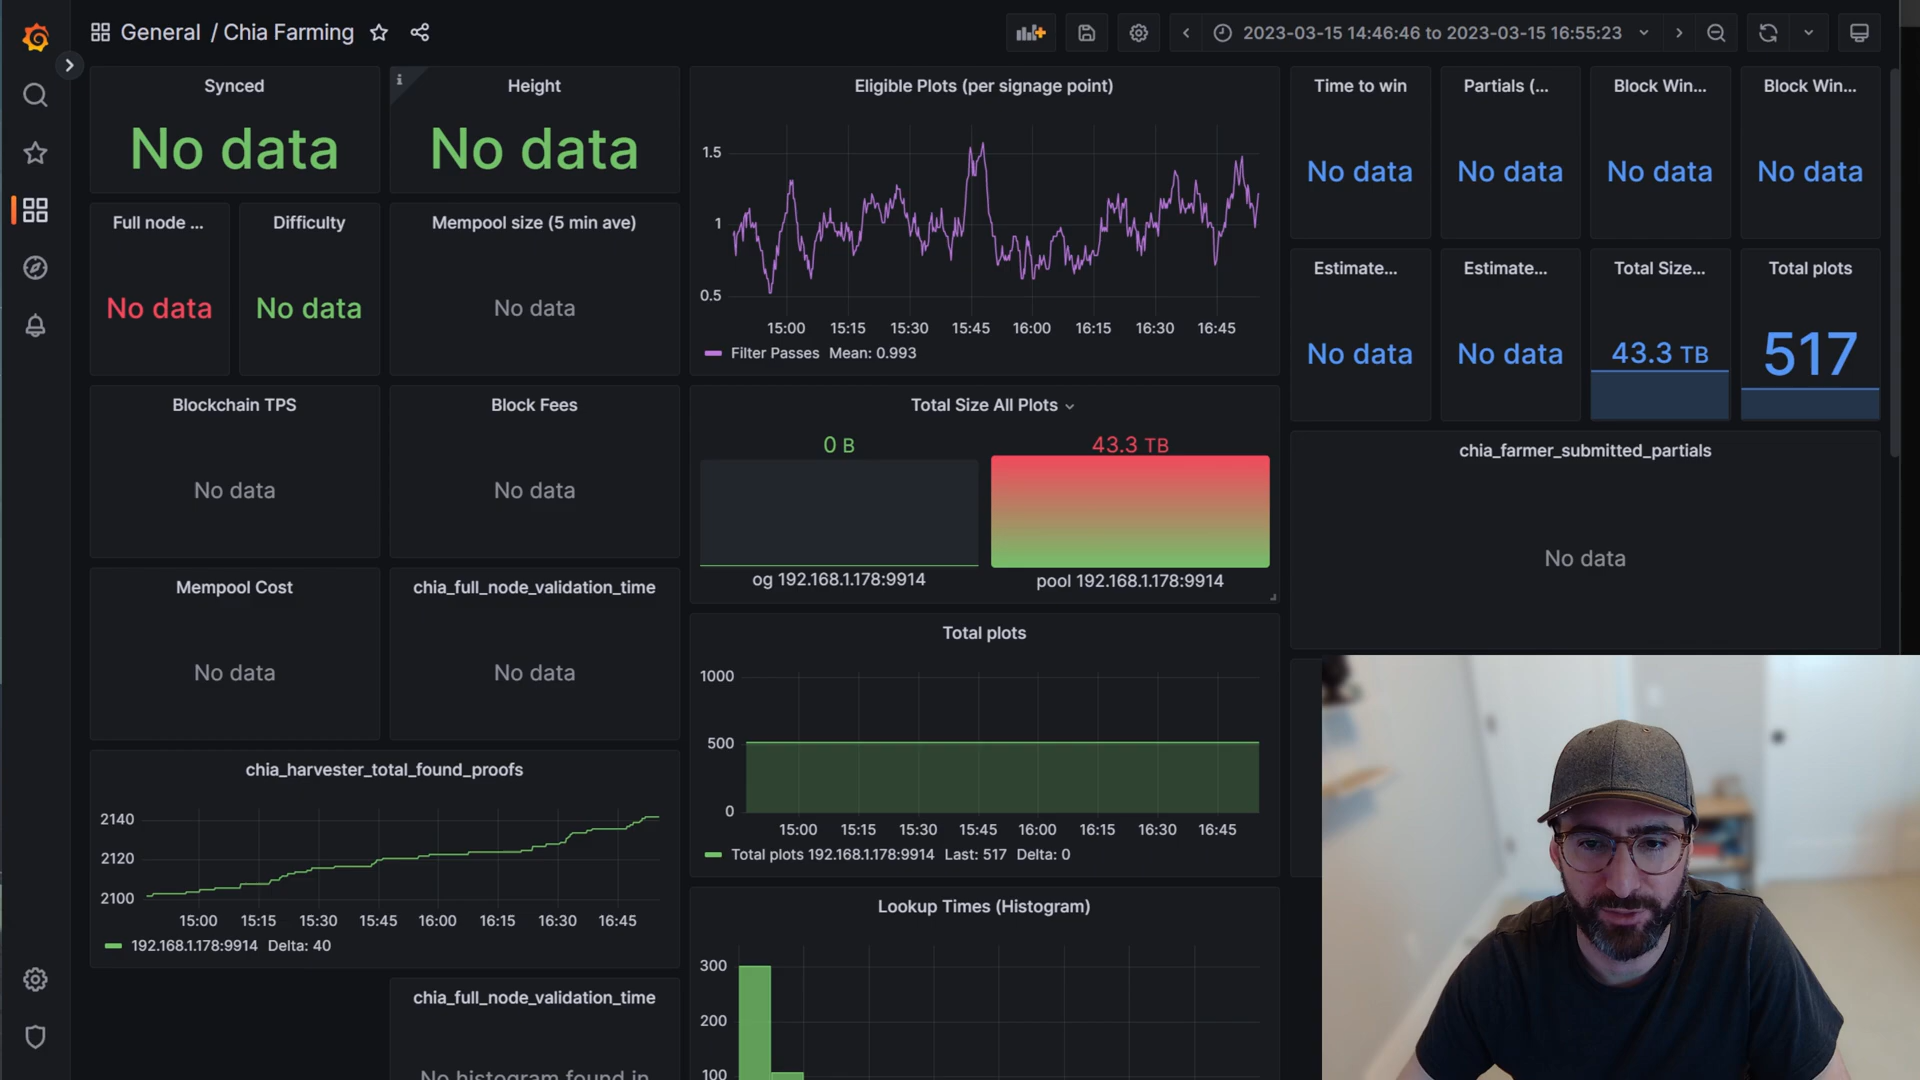 General / Chia Farming
2023-03-15 14:46:46 to 2023-03-15 16:55:23
Synced
No data
Height
No data
Full node ...
No data
Difficulty
No data
Mempool size (5 min ave)
No data
Blockchain TPS
No data
Block Fees
No data
Mempool Cost
No data
chia_full_node_validation_time
No data
chia_harvester_total_found_proofs
2140
2120
2100
15:00 15:15 15:30 15:45 16:00 16:15 16:30 16:45
192.168.1.178:9914 Delta: 40
chia_full_node_validation_time
No histogram found in
Eligible Plots (per signage point)
1.5
1
0.5
15:00 15:15 15:30 15:45 16:00 16:15 16:30 16:45
Filter Passes Mean: 0.993
Total Size All Plots
0 B
43.3 TB
og 192.168.1.178:9914
pool 192.168.1.178:9914
Total plots
1000
500
0
15:00 15:15 15:30 15:45 16:00 16:15 16:30 16:45
Total plots 192.168.1.178:9914 Last: 517 Delta: 0
Lookup Times (Histogram)
300
200
100
Time to win
No data
Partials (...
No data
Block Win...
No data
Block Win...
No data
Estimate...
No data
Estimate...
No data
Total Size...
43.3 TB
Total plots
517
chia_farmer_submitted_partials
No data